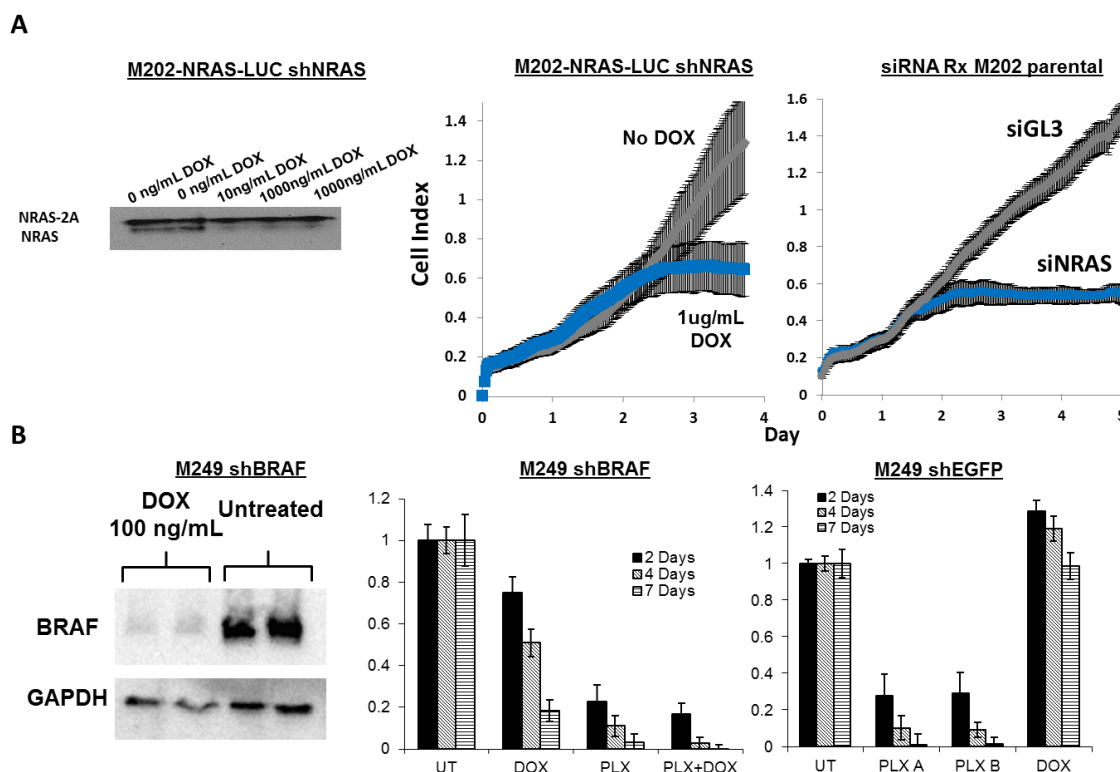 A
M202-NRAS-LUC shNRAS
0 ng/mL DOX
0 ng/mL DOX
10ng/mL DOX
1000ng/mL DOX
1000ng/mL DOX
NRAS-2A
NRAS
M202-NRAS-LUC shNRAS
Cell Index
1.4
1.2
1
0.8
0.6
0.4
0.2
0
0 1 2 3 4
No DOX
1ug/mL
DOX
siRNA Rx M202 parental
1.6
1.4
1.2
1
0.8
0.6
0.4
0.2
0
0 1 2 3 4 5
siGL3
siNRAS
Day
B
M249 shBRAF
DOX
100 ng/mL
Untreated
BRAF
GAPDH
M249 shBRAF
1.2
1
0.8
0.6
0.4
0.2
0
2 Days
4 Days
7 Days
UT DOX PLX PLX+DOX
M249 shEGFP
1.4
1.2
1
0.8
0.6
0.4
0.2
0
2 Days
4 Days
7 Days
UT PLX A PLX B DOX